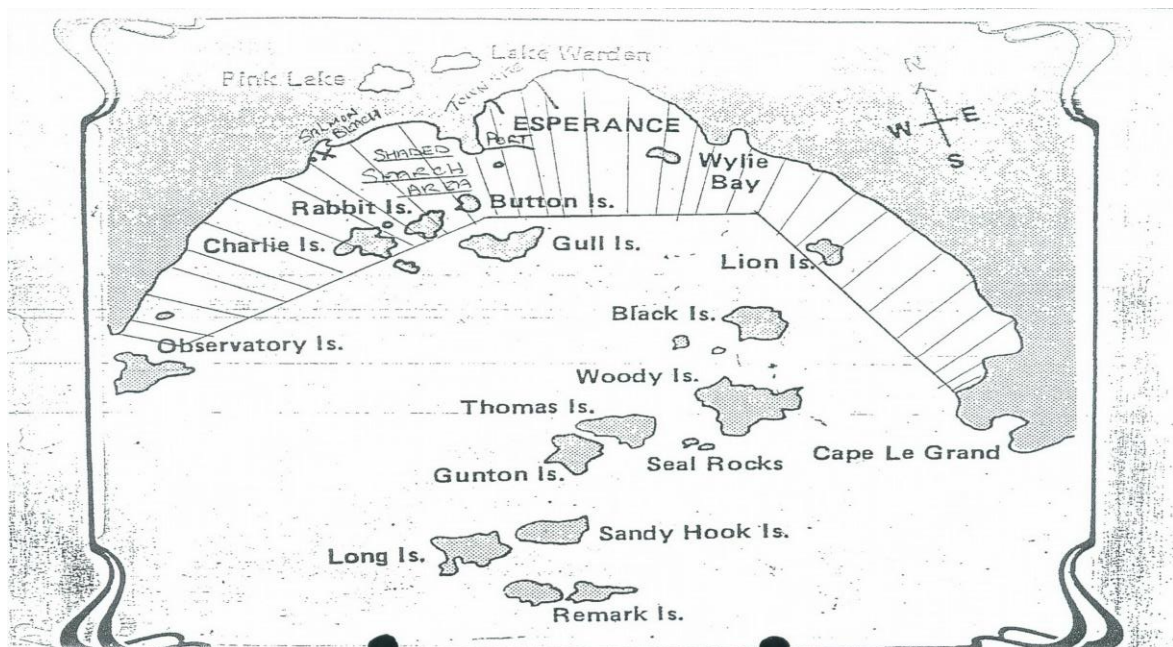 Lake Warden
Pink Lake
N
W E
S
TOWN
SALMON
BEACH
ESPERANCE
PORT
SHADED
SEARCH
AREA
Wylie
Bay
Rabbit Is.
Button Is.
Charlie Is.
Gull Is.
Lion Is.
Black Is.
Observatory Is.
Woody Is.
Thomas Is.
Seal Rocks
Cape Le Grand
Gunton Is.
Sandy Hook Is.
Long Is.
Remark Is.